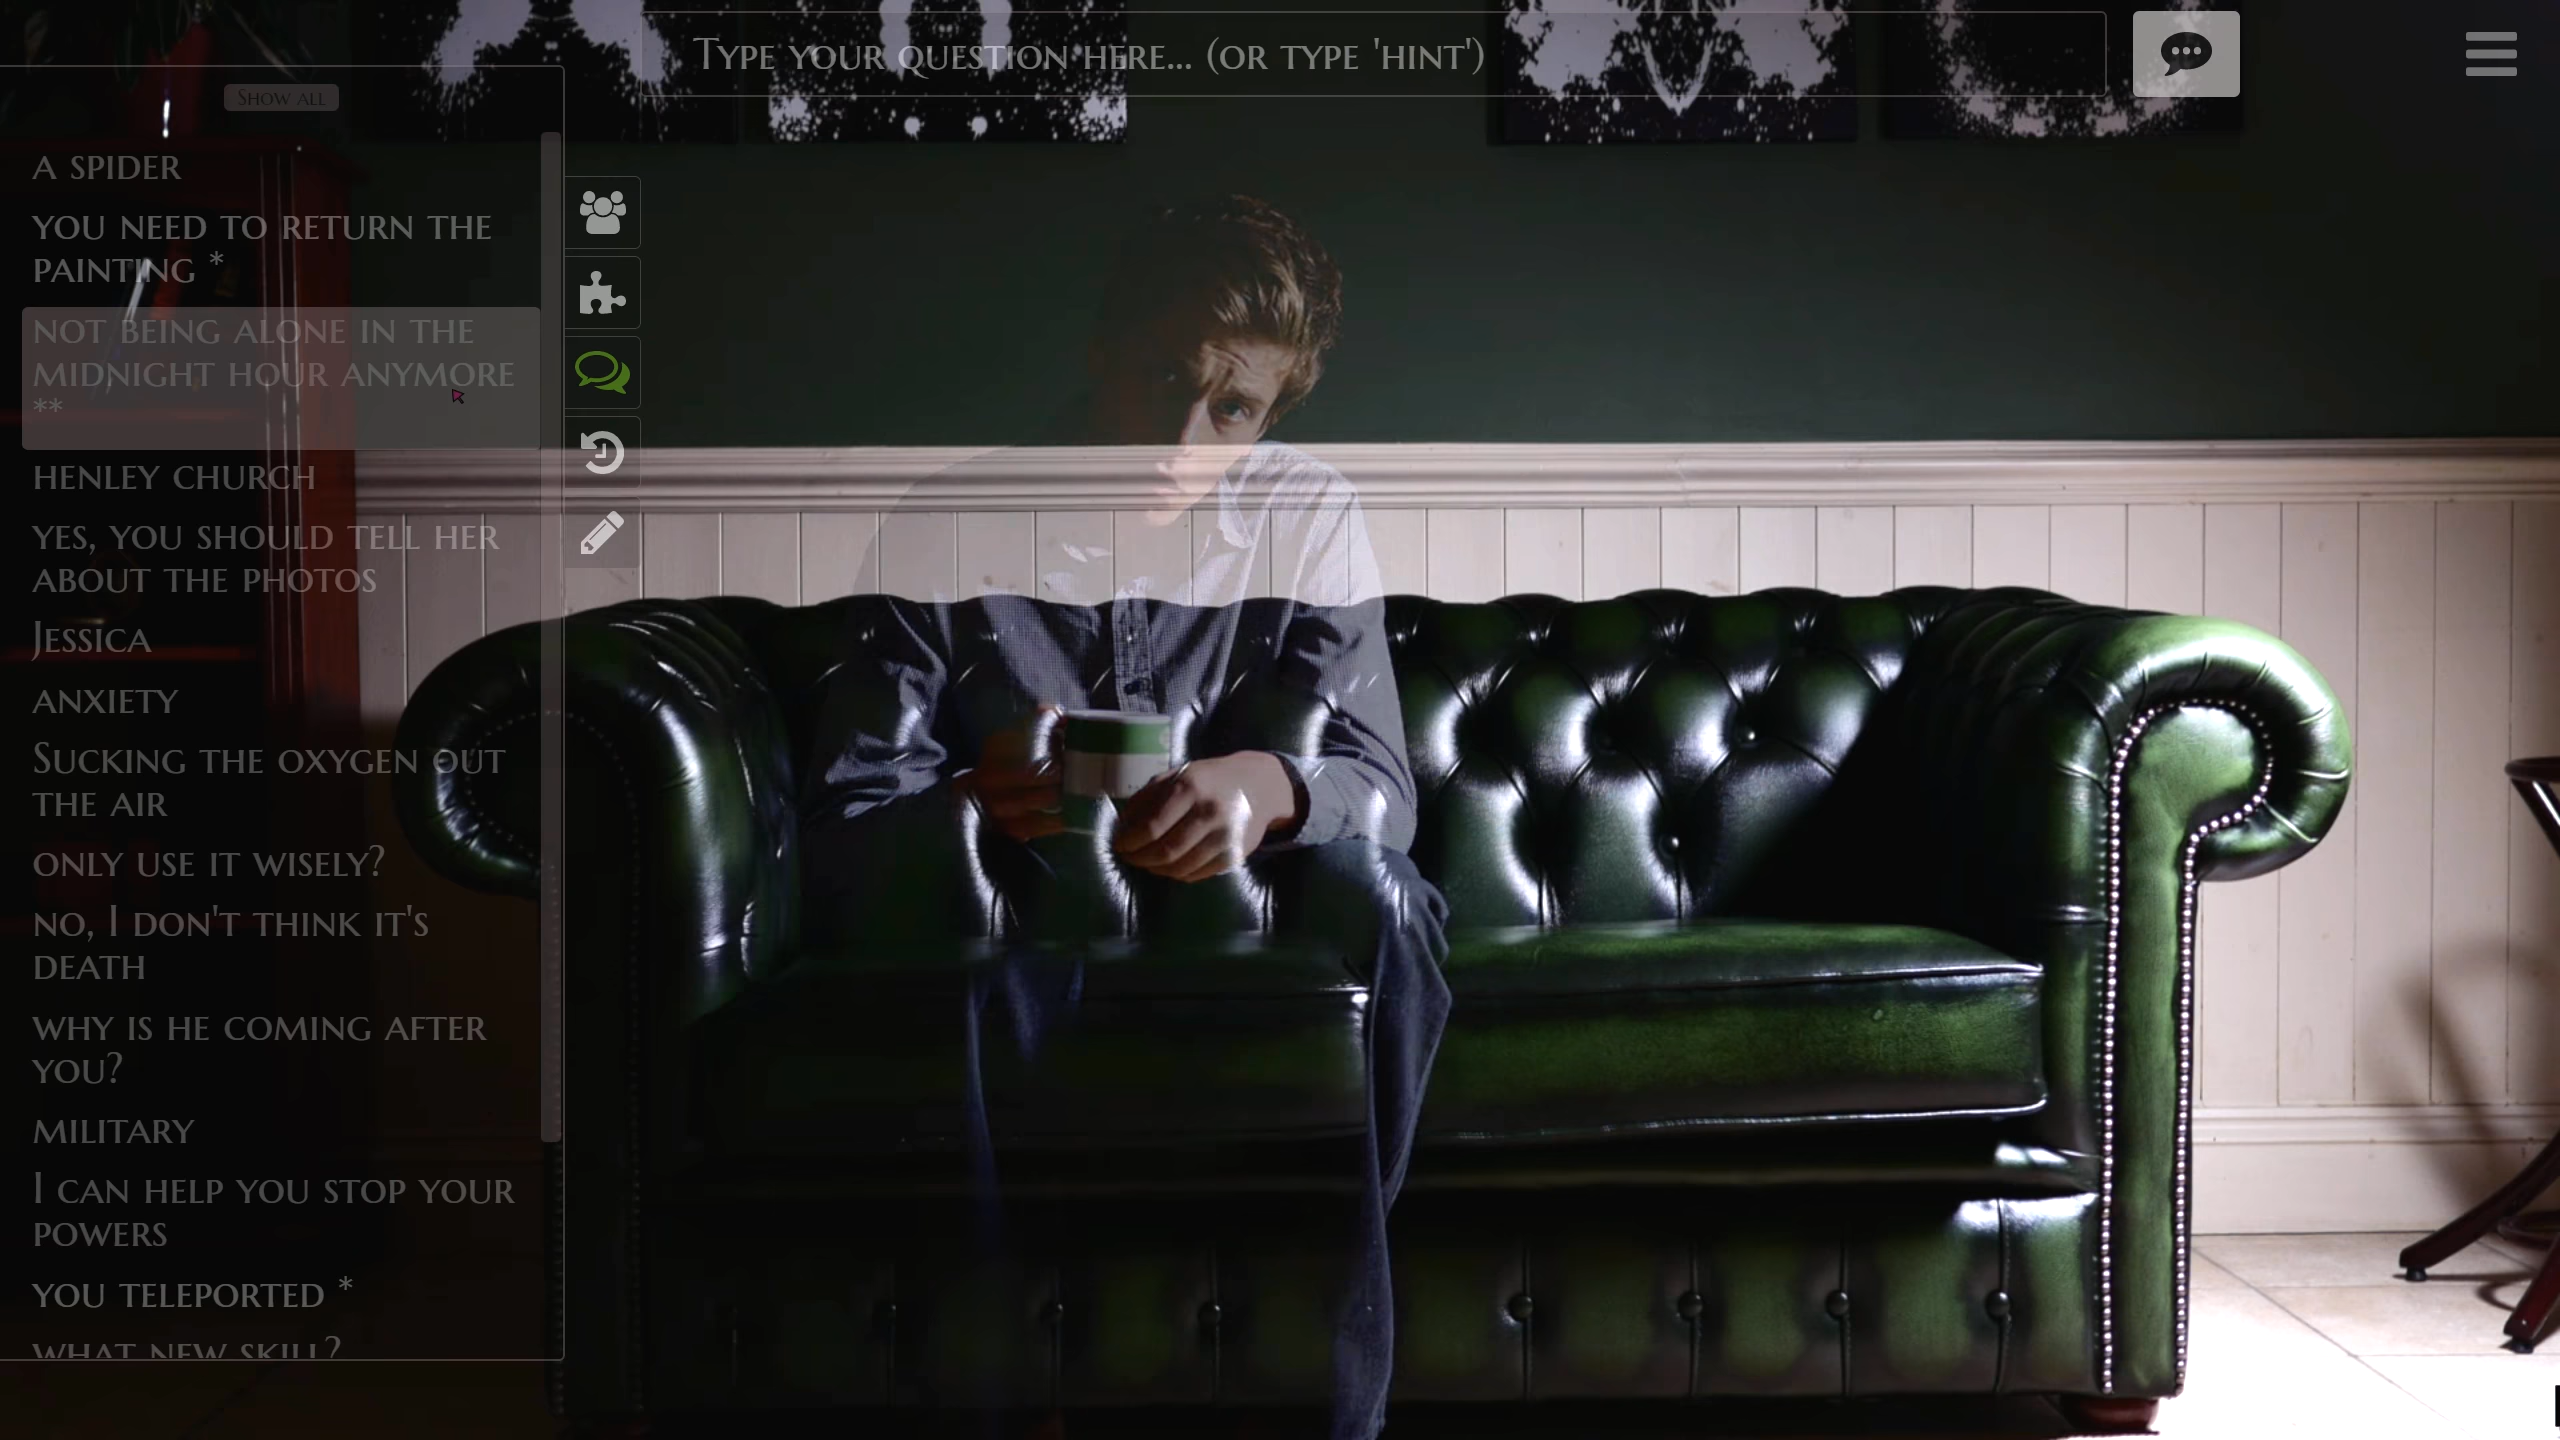 Type your question here... (or type 'hint')
Show all
a spider
you need to return the
painting *
not being alone in the
midnight hour anymore
**
Henley Church
yes, you should tell her
about the photos
Jessica
anxiety
Sucking the oxygen out
the air
only use it wisely?
no, I don't think it's
death
why is he coming after
you?
military
I can help you stop your
powers
you teleported *
what new skill?